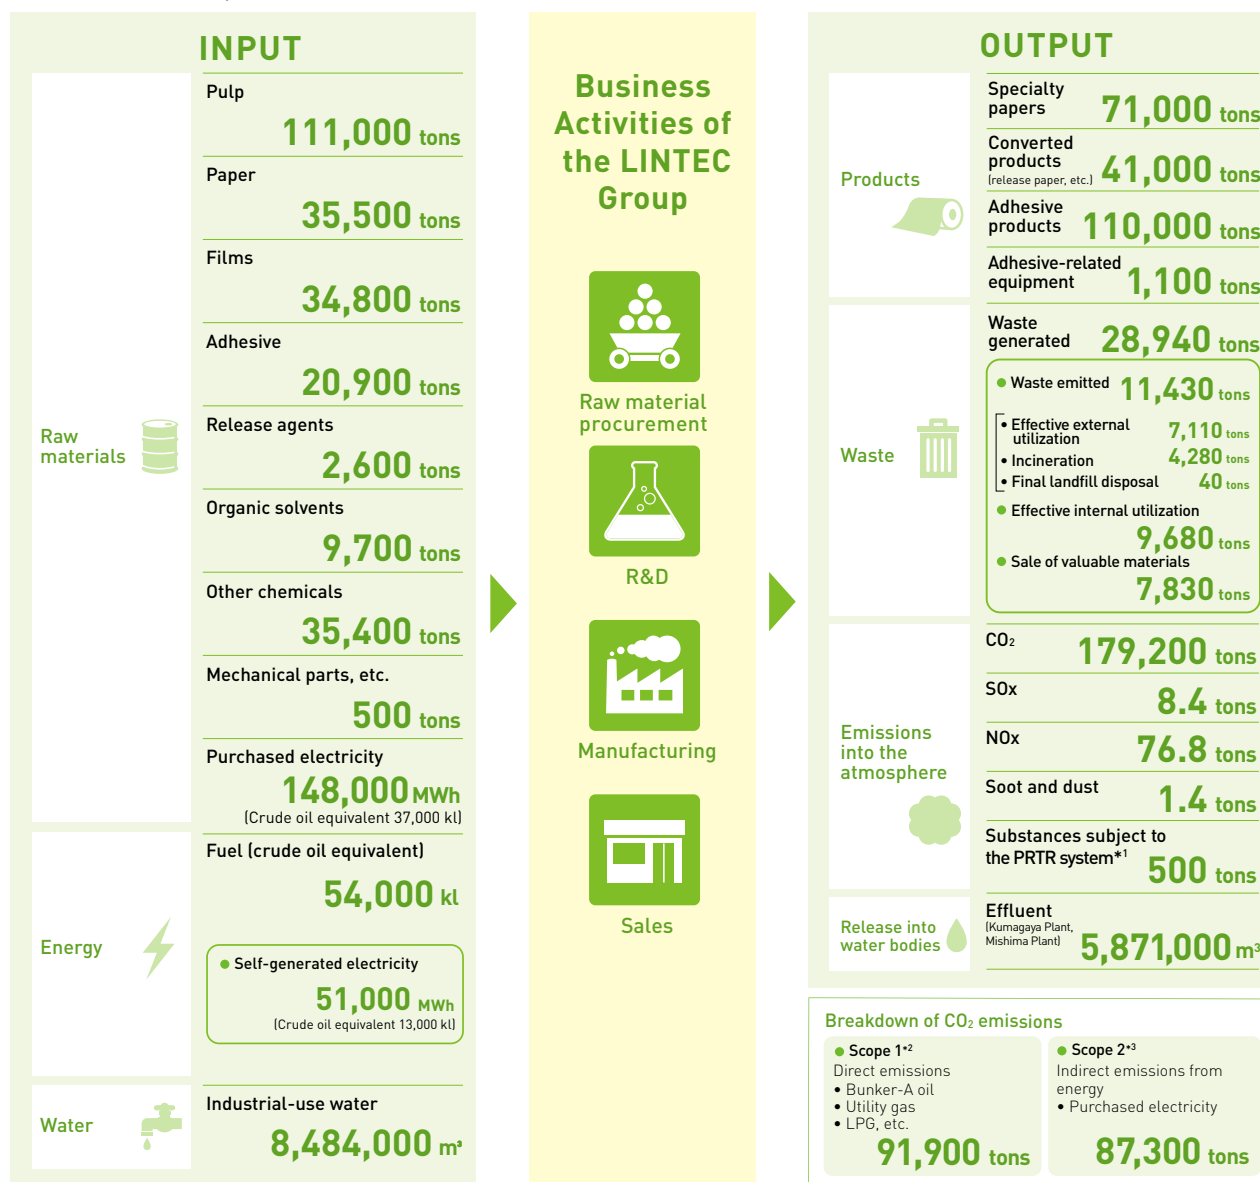 INPUT
Raw
materials
Pulp
111,000 tons
Paper
35,500 tons
Films
34,800 tons
Adhesive
20,900 tons
Release agents
2,600 tons
Organic solvents
9,700 tons
Other chemicals
35,400 tons
Mechanical parts, etc.
500 tons
Purchased electricity
148,000 MWh
(Crude oil equivalent 37,000 kl)
Energy
Fuel (crude oil equivalent)
54,000 kl
● Self-generated electricity
51,000 MWh
(Crude oil equivalent 13,000 kl)
Water
Industrial-use water
8,484,000 m³
Business
Activities of
the LINTEC
Group
Raw material
procurement
R&D
Manufacturing
Sales
OUTPUT
Products
Specialty
papers 71,000 tons
Converted
products
(release paper, etc.) 41,000 tons
Adhesive
products 110,000 tons
Adhesive-related
equipment 1,100 tons
Waste
Waste
generated 28,940 tons
● Waste emitted 11,430 tons
• Effective external
utilization 7,110 tons
• Incineration 4,280 tons
• Final landfill disposal 40 tons
● Effective internal utilization
9,680 tons
● Sale of valuable materials
7,830 tons
Emissions
into the
atmosphere
CO₂ 179,200 tons
SOx 8.4 tons
NOx 76.8 tons
Soot and dust 1.4 tons
Substances subject to
the PRTR system*¹ 500 tons
Release into
water bodies
Effluent
(Kumagaya Plant,
Mishima Plant) 5,871,000 m³
Breakdown of CO₂ emissions
● Scope 1*²
Direct emissions
• Bunker-A oil
• Utility gas
• LPG, etc.
91,900 tons
● Scope 2*³
Indirect emissions from
energy
• Purchased electricity
87,300 tons